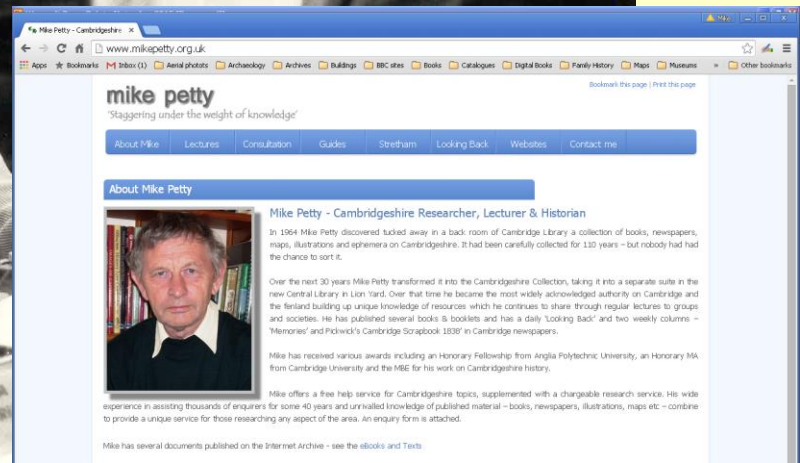 Mike Petty - Cambridgeshire
www.mikepetty.org.uk
Apps Bookmarks Inbox (1) Aerial photots Archaeology Archives Buildings BBC sites Books Catalogues Digital Books Family History Maps Museums » Other bookmarks
Bookmark this page | Print this page
mike petty
'Staggering under the weight of knowledge'
About Mike Lectures Consultation Guides Stretham Looking Back Websites Contact me
About Mike Petty
Mike Petty - Cambridgeshire Researcher, Lecturer & Historian
In 1964 Mike Petty discovered tucked away in a back room of Cambridge Library a collection of books, newspapers,
maps, illustrations and ephemera on Cambridgeshire. It had been carefully collected for 110 years – but nobody had had
the chance to sort it.
Over the next 30 years Mike Petty transformed it into the Cambridgeshire Collection, taking it into a separate suite in the
new Central Library in Lion Yard. Over that time he became the most widely acknowledged authority on Cambridge and
the fenland building up unique knowledge of resources which he continues to share through regular lectures to groups
and societies. He has published several books & booklets and has a daily 'Looking Back' and two weekly columns –
'Memories' and Pickwick's Cambridge Scrapbook 1838' in Cambridge newspapers.
Mike has received various awards including an Honorary Fellowship from Anglia Polytechnic University, an Honorary MA
from Cambridge University and the MBE for his work on Cambridgeshire history.
Mike offers a free help service for Cambridgeshire topics, supplemented with a chargeable research service. His wide
experience in assisting thousands of enquirers for some 40 years and unrivalled knowledge of published material – books, newspapers, illustrations, maps etc – combine
to provide a unique service for those researching any aspect of the area. An enquiry form is attached.
Mike has several documents published on the Internet Archive - see the eBooks and Texts